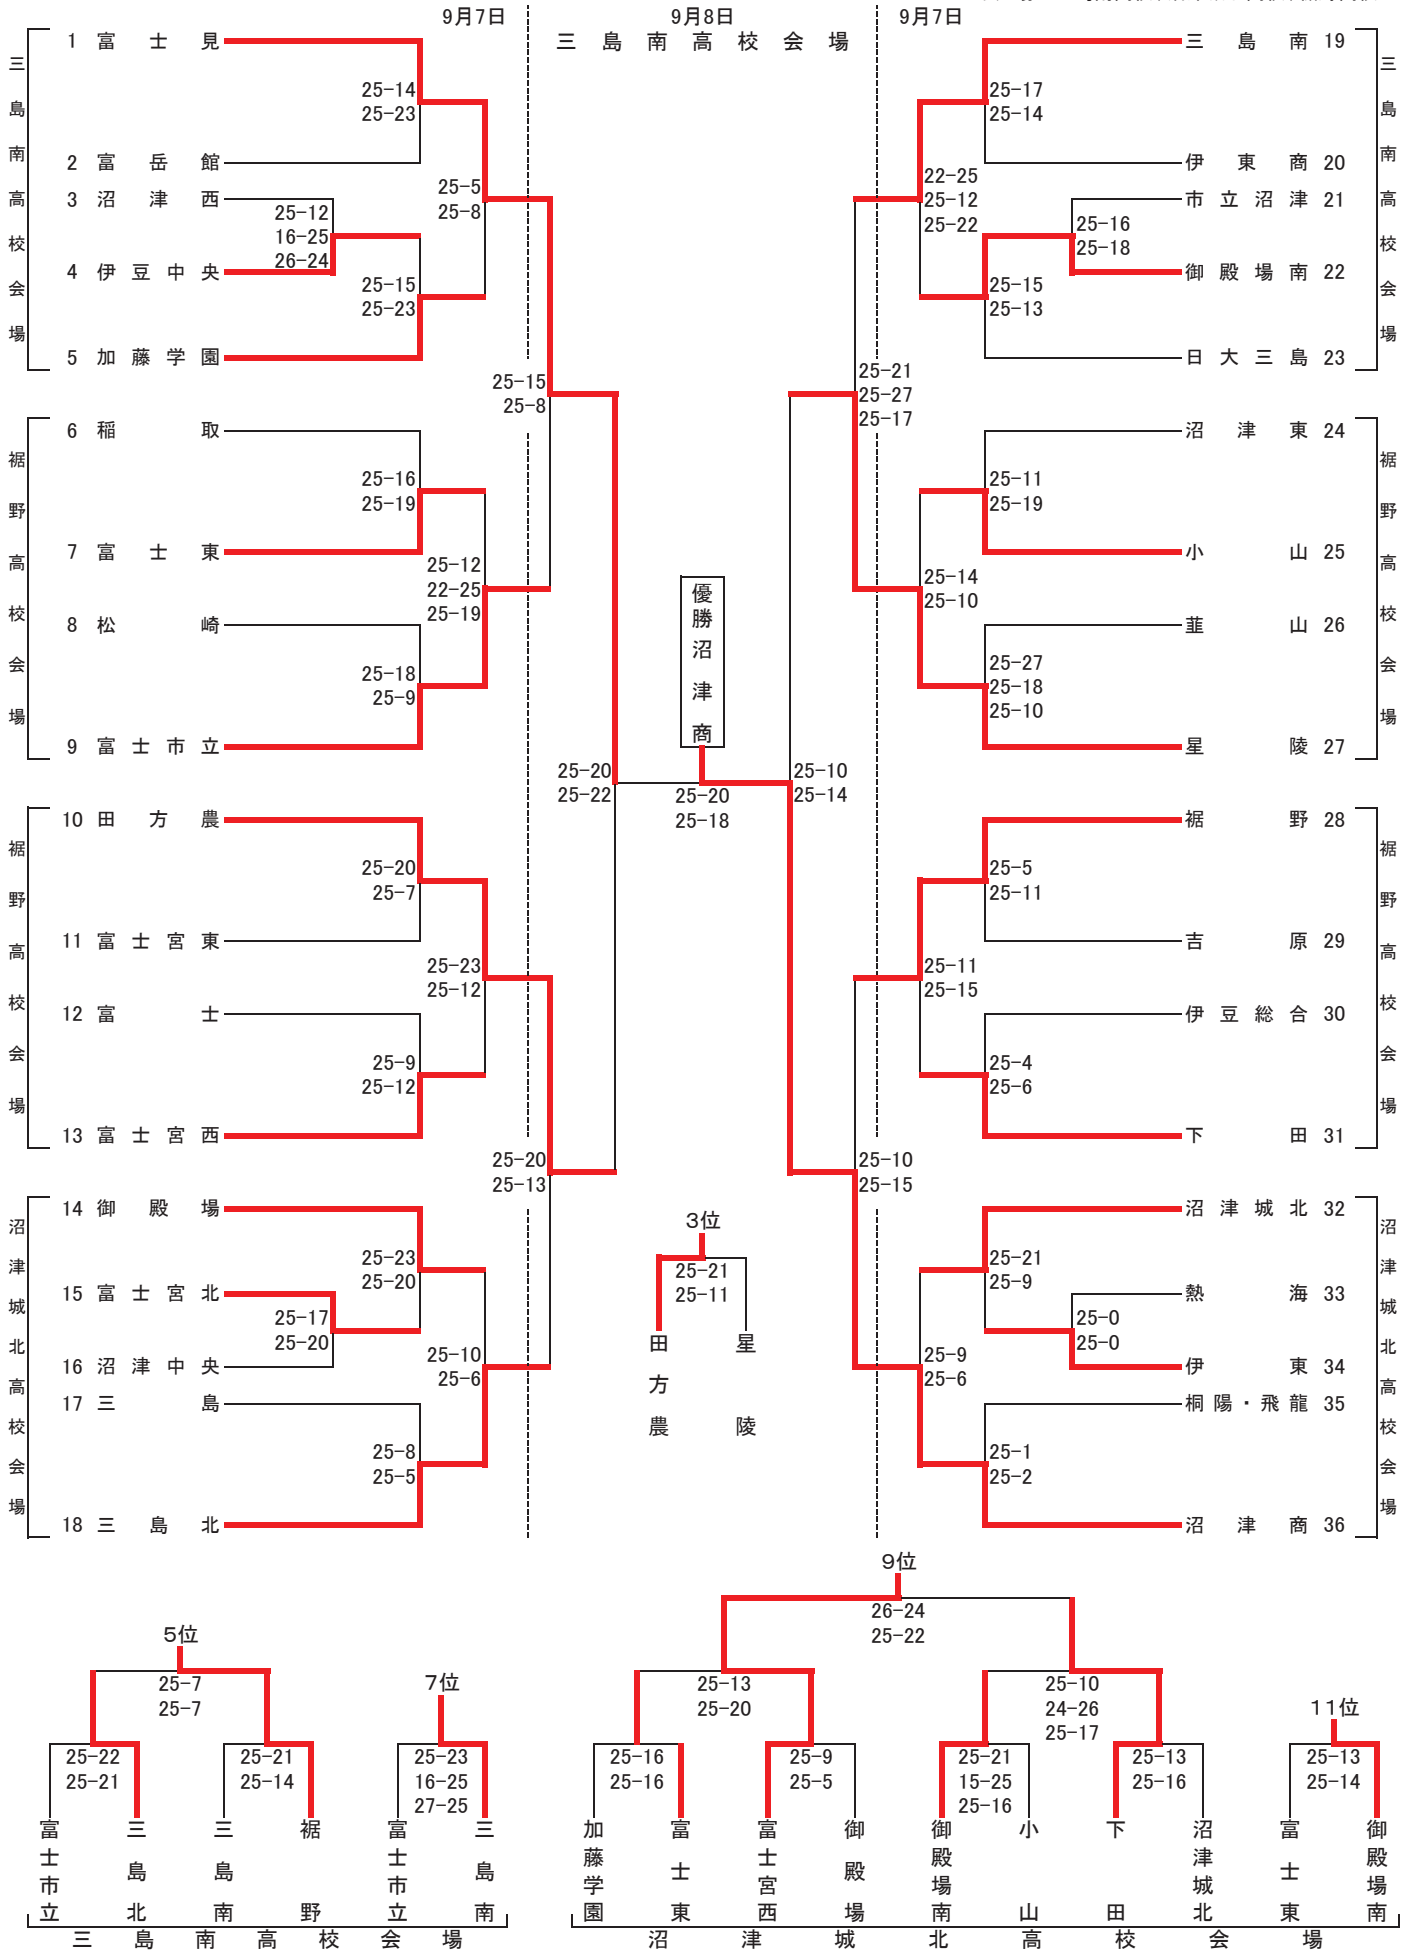 9月7日
9月8日
9月7日
三島南高校会場
三島南高校会場
1 富士見
25-14
25-23
2 富岳館
25-5
25-8
3 沼津西
25-12
16-25
26-24
4 伊豆中央
25-15
25-23
5 加藤学園
25-15
25-8
裾野高校会場
6 稲取
25-16
25-19
7 富士東
25-12
22-25
25-19
8 松崎
25-18
25-9
9 富士市立
25-20
25-22
裾野高校会場
10 田方農
25-20
25-7
11 富士宮東
25-23
25-12
12 富士
25-9
25-12
13 富士宮西
25-20
25-13
沼津城北高校会場
14 御殿場
25-23
25-20
15 富士宮北
25-17
25-20
16 沼津中央
25-10
25-6
17 三島
25-8
25-5
18 三島北
優勝 沼津商
25-20
25-18
3位
25-21
25-11
田方農
星陵
三島南高校会場
三島南 19
25-17
25-14
伊東商 20
22-25
25-12
25-22
市立沼津 21
25-16
25-18
御殿場南 22
25-15
25-13
日大三島 23
25-21
25-27
25-17
裾野高校会場
沼津東 24
25-11
25-19
小山 25
25-14
25-10
韮山 26
25-27
25-18
25-10
星陵 27
25-10
25-14
裾野高校会場
裾野 28
25-5
25-11
吉原 29
25-11
25-15
伊豆総合 30
25-4
25-6
下田 31
25-10
25-15
沼津城北高校会場
沼津城北 32
25-21
25-9
熱海 33
25-0
25-0
伊東 34
25-9
25-6
桐陽・飛龍 35
25-1
25-2
沼津商 36
5位
25-7
25-7
25-22
25-21
25-21
25-14
富士市立
三島北
三島南
裾野
7位
25-23
16-25
27-25
富士市立
三島南
三島南高校会場
9位
26-24
25-22
25-13
25-20
25-10
24-26
25-17
25-16
25-16
25-9
25-5
25-21
15-25
25-16
25-13
25-16
加藤学園
富士東
富士宮西
御殿場
御殿場南
小山
下田
沼津城北
11位
25-13
25-14
富士東
御殿場南
沼津城北高校会場